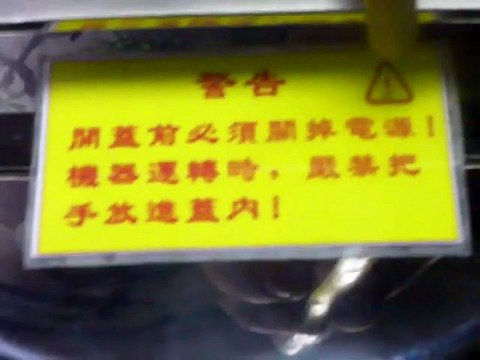 警告
開蓋前必須關掉電源!
機器運轉時，嚴禁把
手放進蓋内!